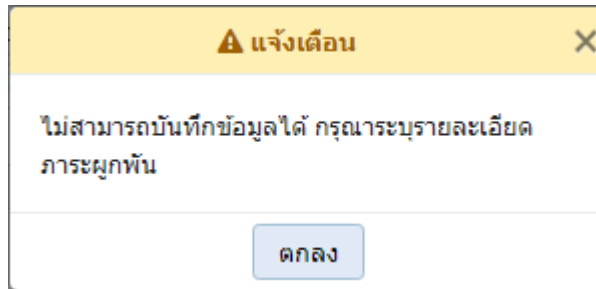 แจ้งเตือน
ไม่สามารถบันทึกข้อมูลได้ กรุณาระบุรายละเอียด
ภาระผูกพัน
ตกลง